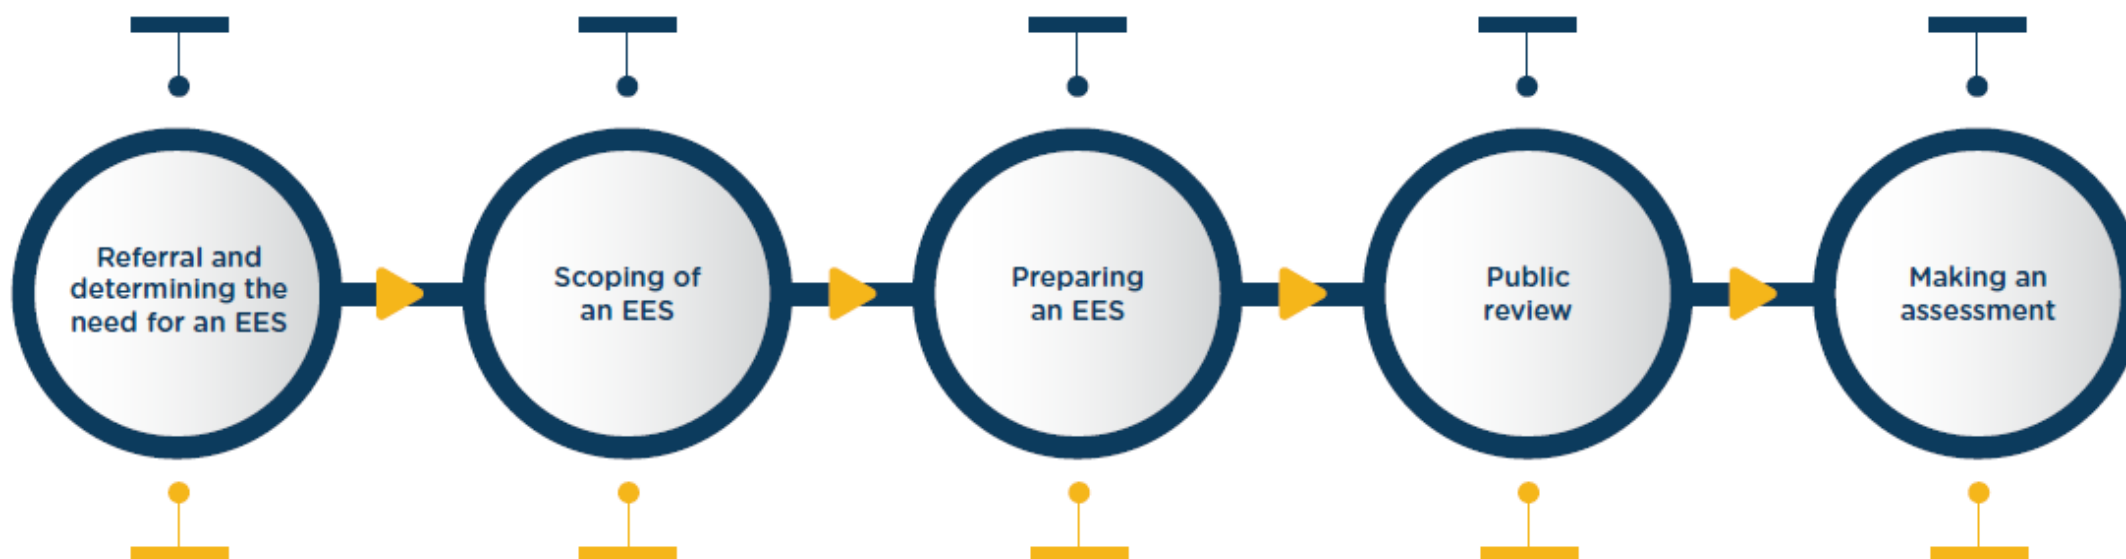 Referral and
determining the
need for an EES
Scoping of
an EES
Preparing
an EES
Public
review
Making an
assessment